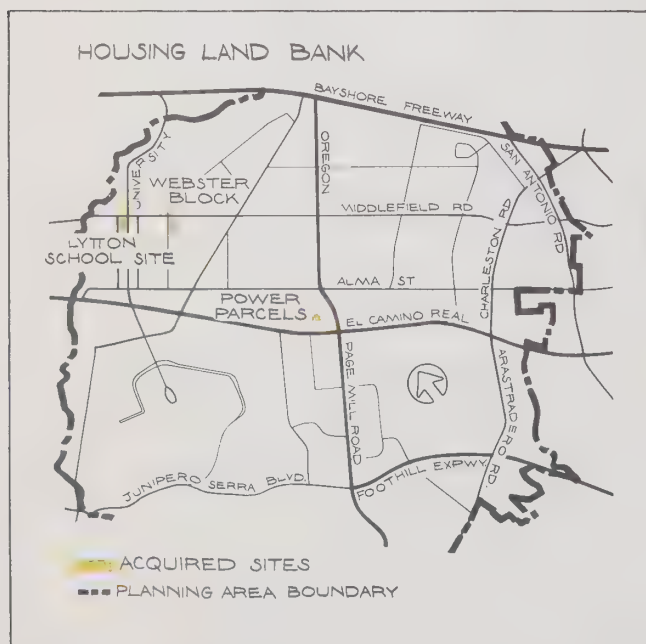 HOUSING LAND BANK
BAYSHORE FREEWAY
UNIVERSITY
OREGON
SAN ANTONIO RD
WEBSTER
BLOCK
MIDDLEFIELD RD
CHARLESTON RD
LYTTON
SCHOOL SITE
ALMA ST
POWER
PARCELS
EL CAMINO REAL
PAGE MILL ROAD
ARASTRADERO RD.
JUNIPERO SERRA BLVD.
FOOTHILL EXPWY.
ACQUIRED SITES
PLANNING AREA BOUNDARY